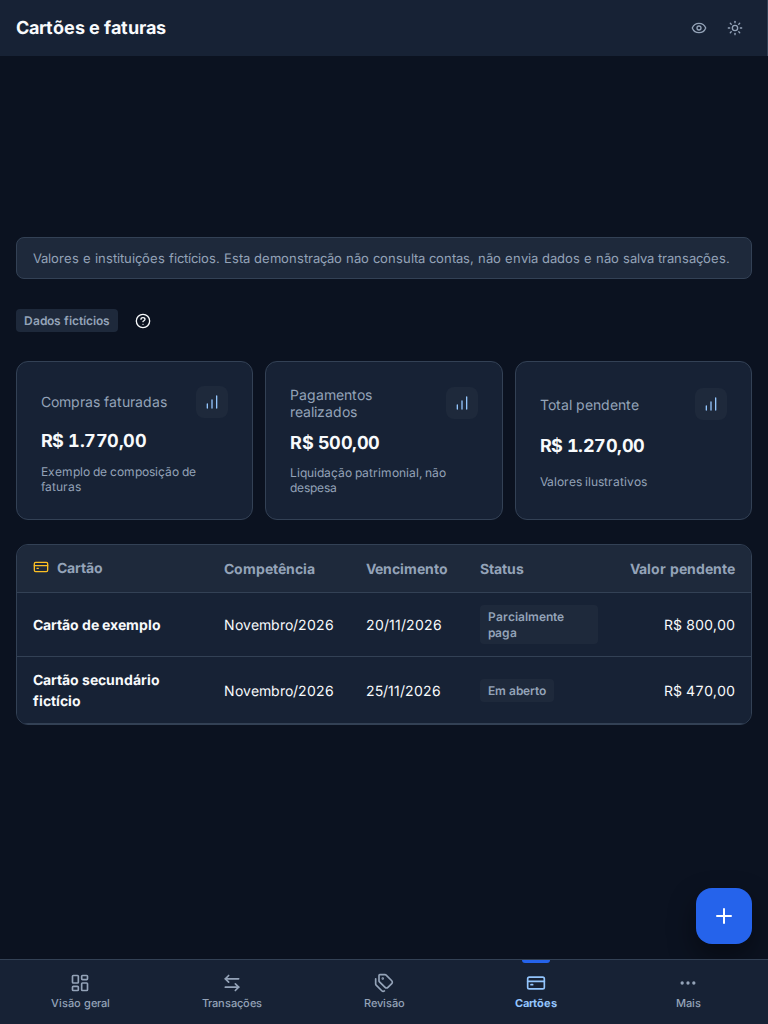 Cartões e faturas
Valores e instituições fictícios. Esta demonstração não consulta contas, não envia dados e não salva transações.
Dados fictícios
Compras faturadas
R$ 1.770,00
Exemplo de composição de
faturas
Pagamentos
realizados
R$ 500,00
Liquidação patrimonial, não
despesa
Total pendente
R$ 1.270,00
Valores ilustrativos
Cartão Competência Vencimento Status Valor pendente
Cartão de exemplo Novembro/2026 20/11/2026 Parcialmente
paga R$ 800,00
Cartão secundário
fictício Novembro/2026 25/11/2026 Em aberto R$ 470,00
Visão geral Transações Revisão Cartões Mais